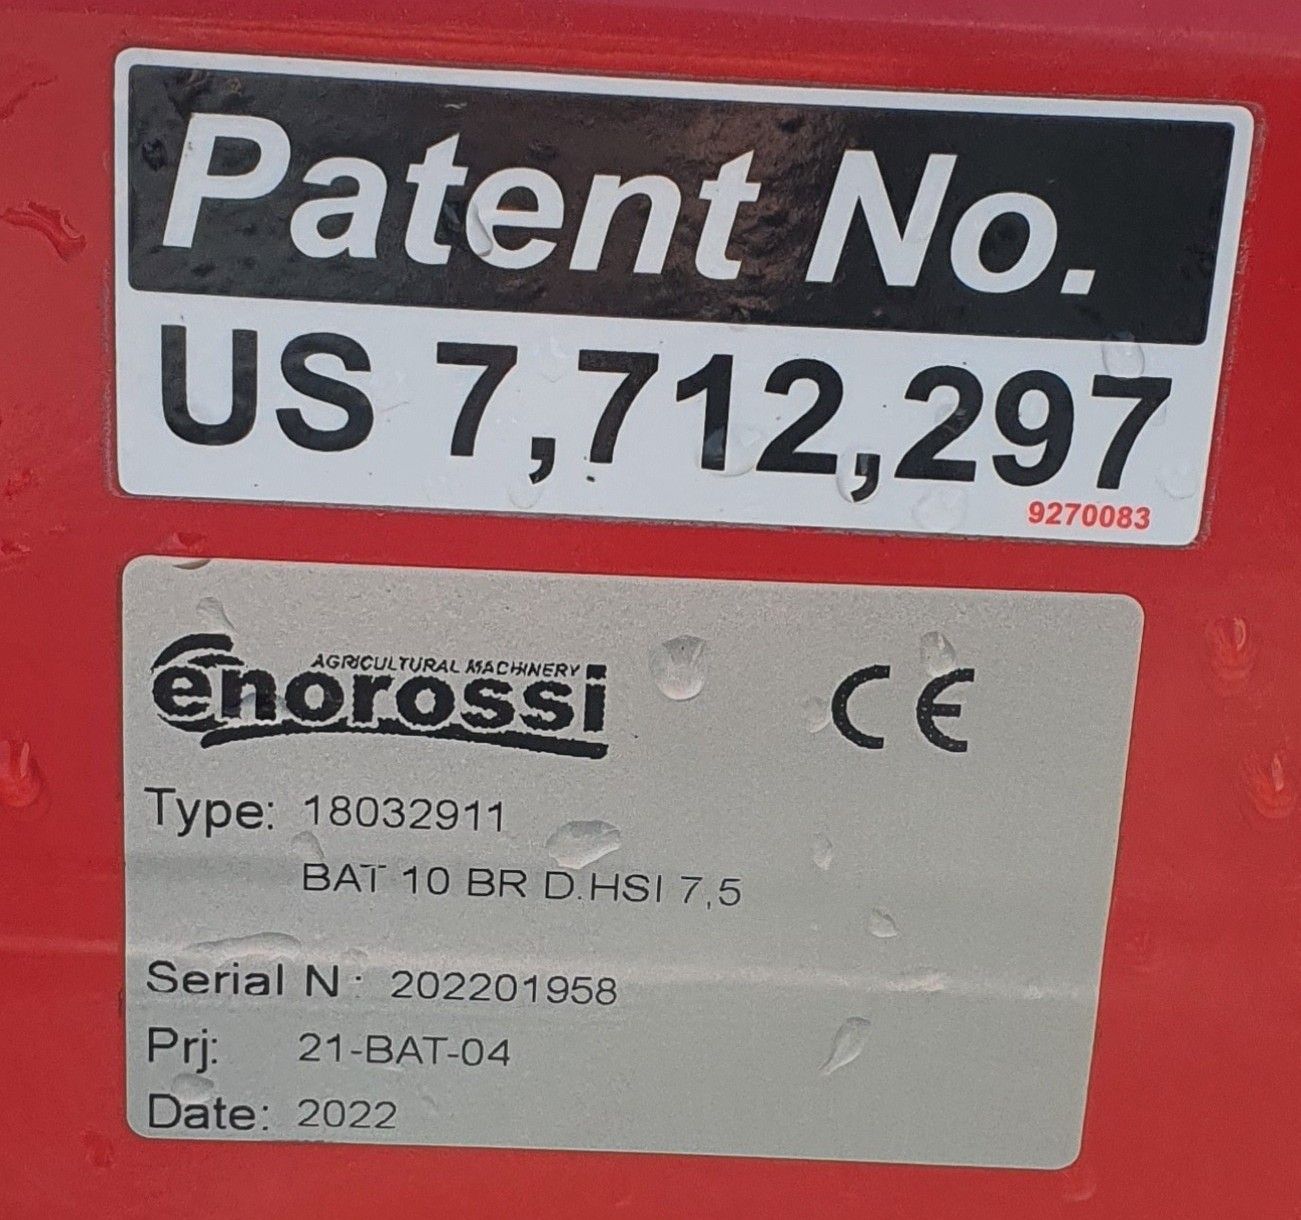 Patent No.
US 7,712,297
9270083
AGRICULTURAL MACHINERY
enorossi
CE
Type: 18032911
BAT 10 BR D.HSI 7,5
Serial N : 202201958
Prj: 21-BAT-04
Date: 2022